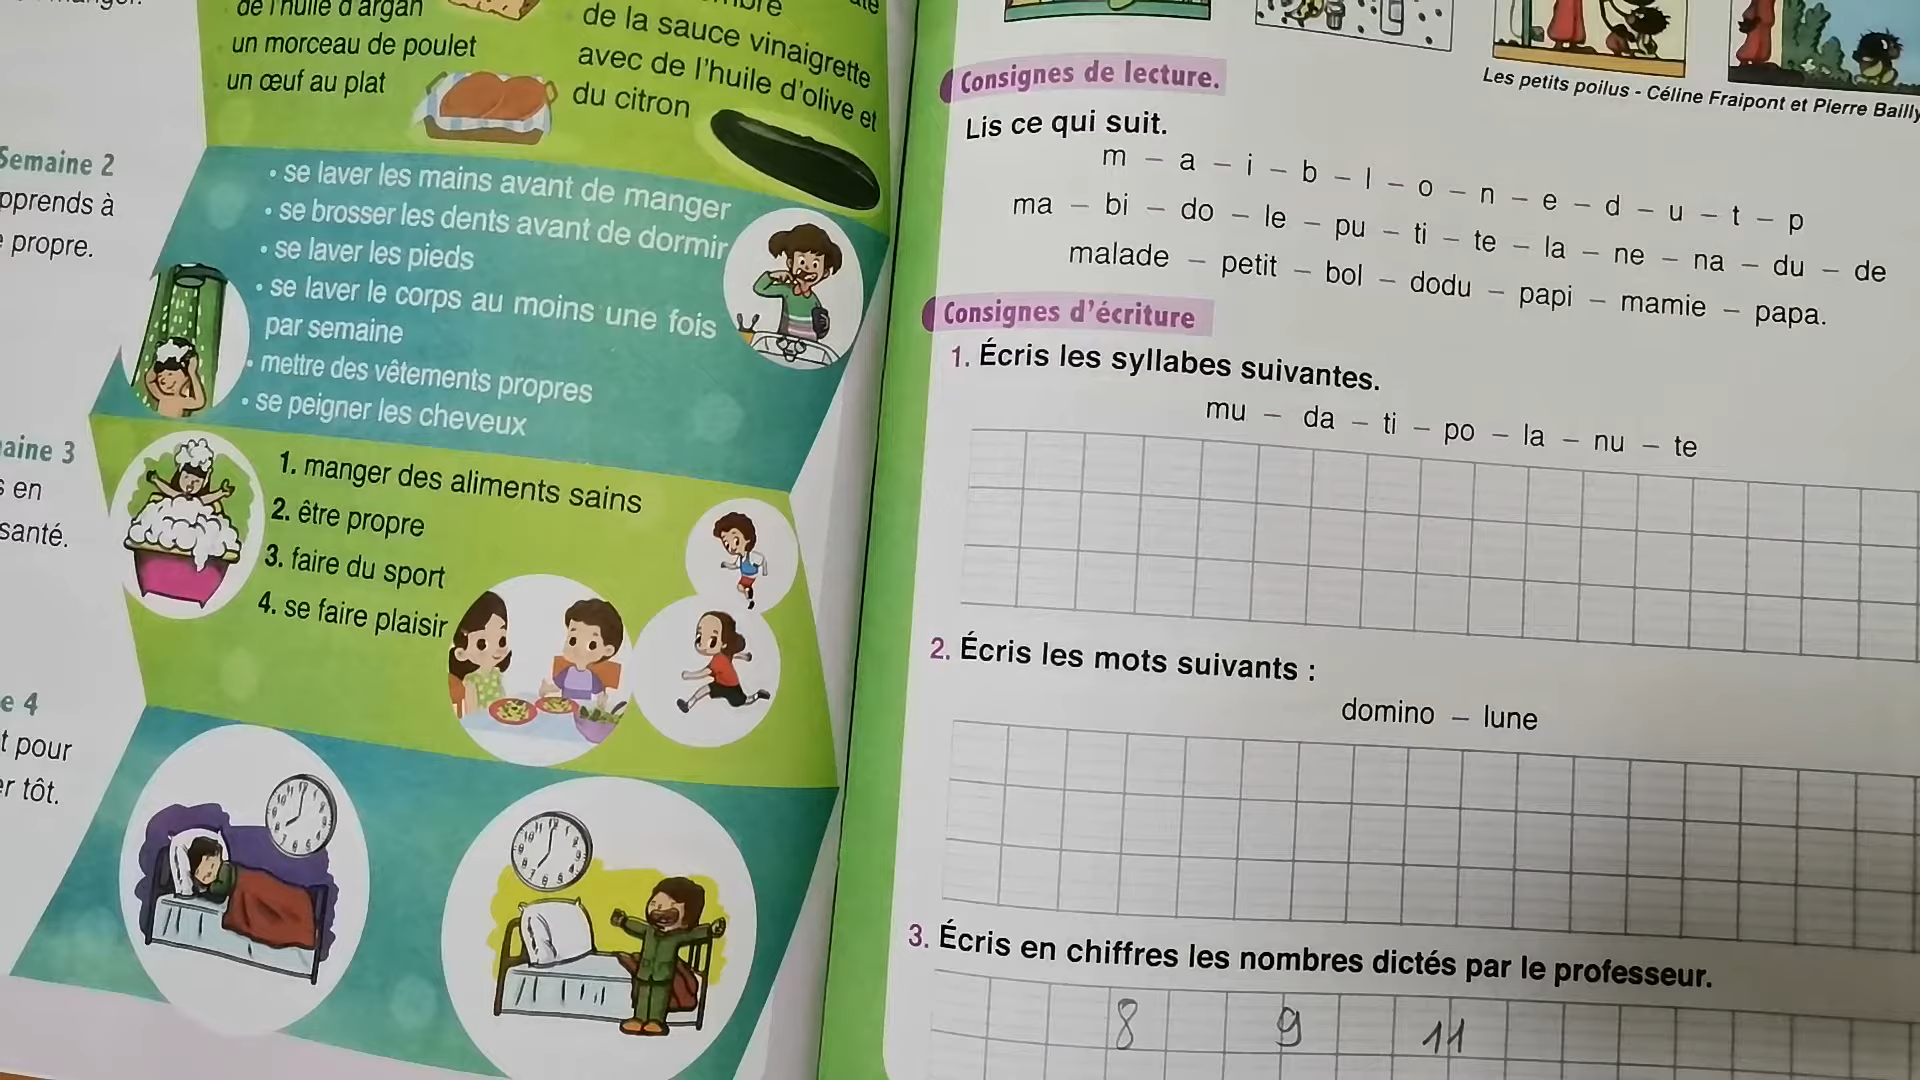 de l'huile d'argan
un morceau de poulet
un œuf au plat
de la sauce vinaigrette
avec de l'huile d'olive et
du citron
Semaine 2
apprends à
propre.
• se laver les mains avant de manger
• se brosser les dents avant de dormir
• se laver les pieds
• se laver le corps au moins une fois
par semaine
• mettre des vêtements propres
• se peigner les cheveux
aine 3
s en
santé.
1. manger des aliments sains
2. être propre
3. faire du sport
4. se faire plaisir
e 4
t pour
er tôt.
Les petits poilus - Céline Fraipont et Pierre Bailly
Consignes de lecture.
Lis ce qui suit.
m – a – i – b – l – o – n – e – d – u – t – p
ma – bi – do – le – pu – ti – te – la – ne – na – du – de
malade – petit – bol – dodu – papi – mamie – papa.
Consignes d'écriture
1. Écris les syllabes suivantes.
mu – da – ti – po – la – nu – te
2. Écris les mots suivants :
domino – lune
3. Écris en chiffres les nombres dictés par le professeur.
8 9 11